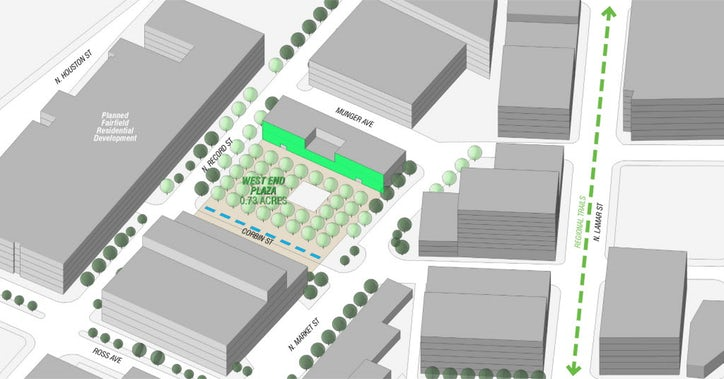 N. HOUSTON ST
Planned
Fairfield
Residential
Development
MUNGER AVE
N. RECORD ST
WEST END
PLAZA
0.73 ACRES
CORBIN ST
REGIONAL TRAILS
N. LAMAR ST
N. MARKET ST
ROSS AVE